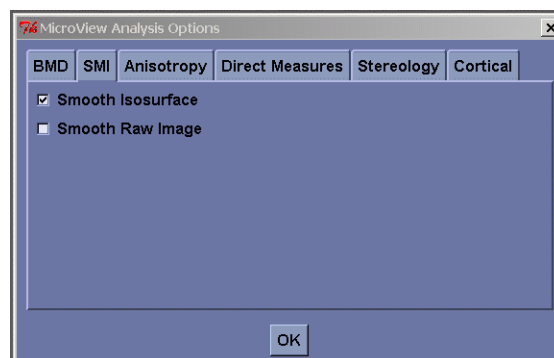 MicroView Analysis Options
BMD SMI Anisotropy Direct Measures Stereology Cortical
Smooth Isosurface
Smooth Raw Image
OK